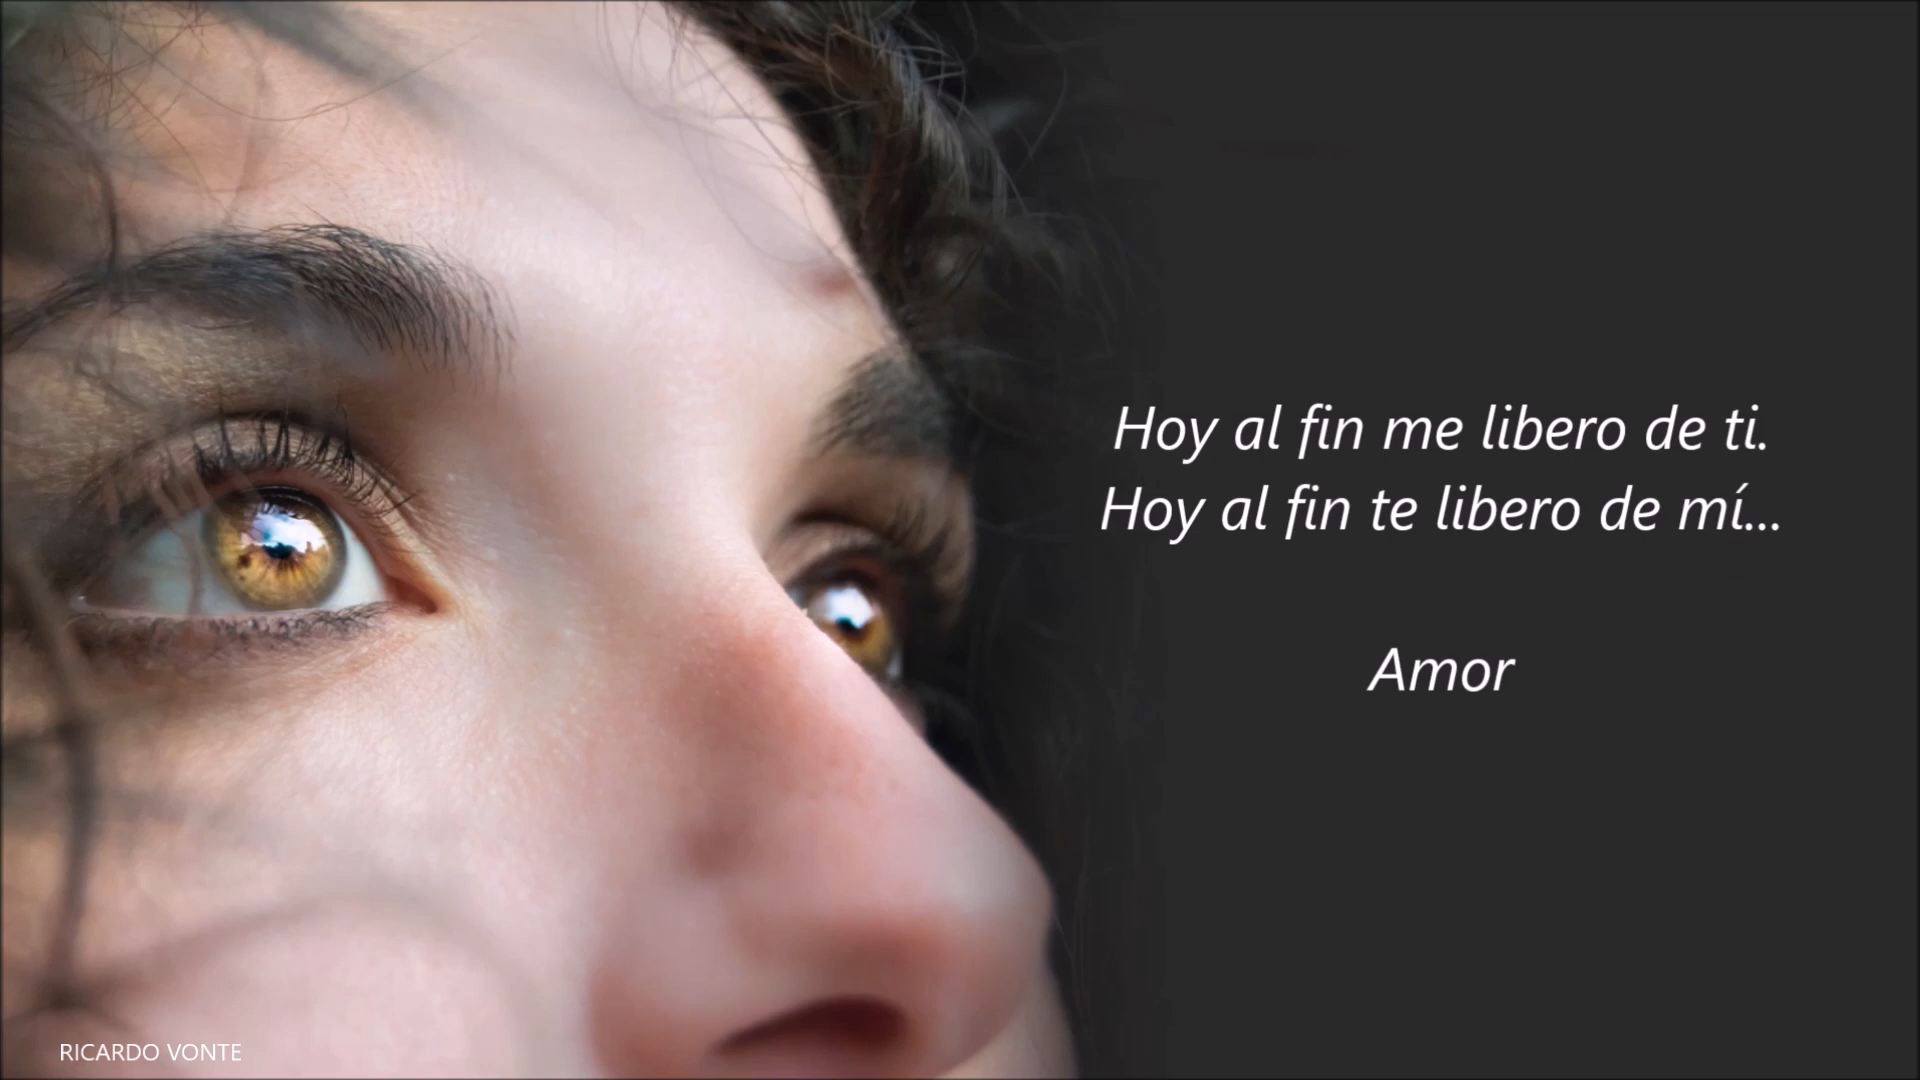 Hoy al fin me libero de ti.
Hoy al fin te libero de mí...
Amor
RICARDO VONTE